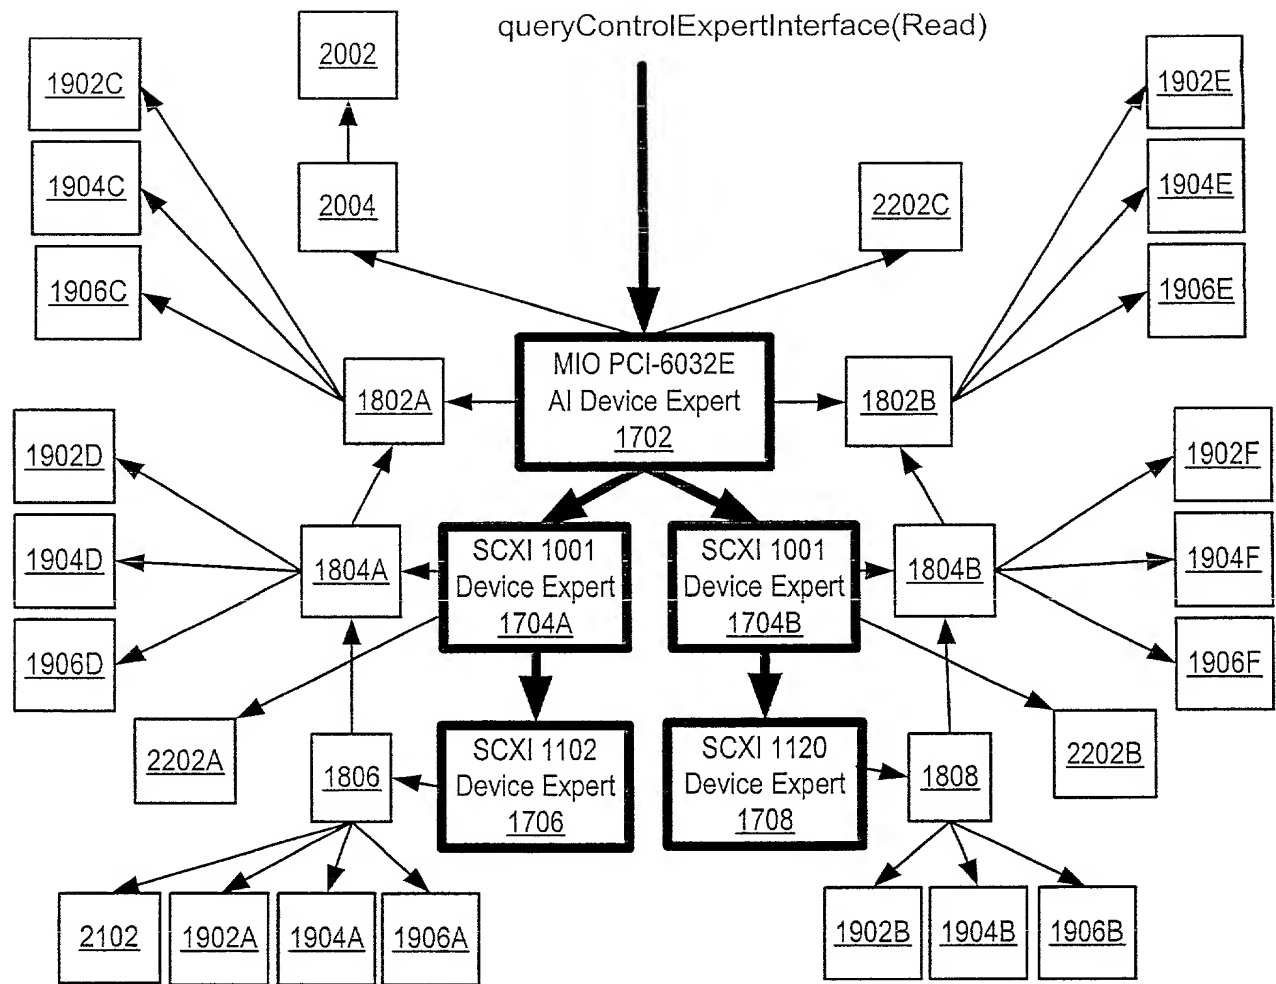 queryControlExpertInterface(Read)
2002
1902C
1902E
1904C
2004
2202C
1904E
1906C
1906E
MIO PCI-6032E
AI Device Expert
1702
1802A
1802B
1902D
1902F
SCXI 1001
Device Expert
1704A
SCXI 1001
Device Expert
1704B
1904D
1804A
1804B
1904F
1906D
1906F
2202A
1806
SCXI 1102
Device Expert
1706
SCXI 1120
Device Expert
1708
1808
2202B
2102
1902A
1904A
1906A
1902B
1904B
1906B